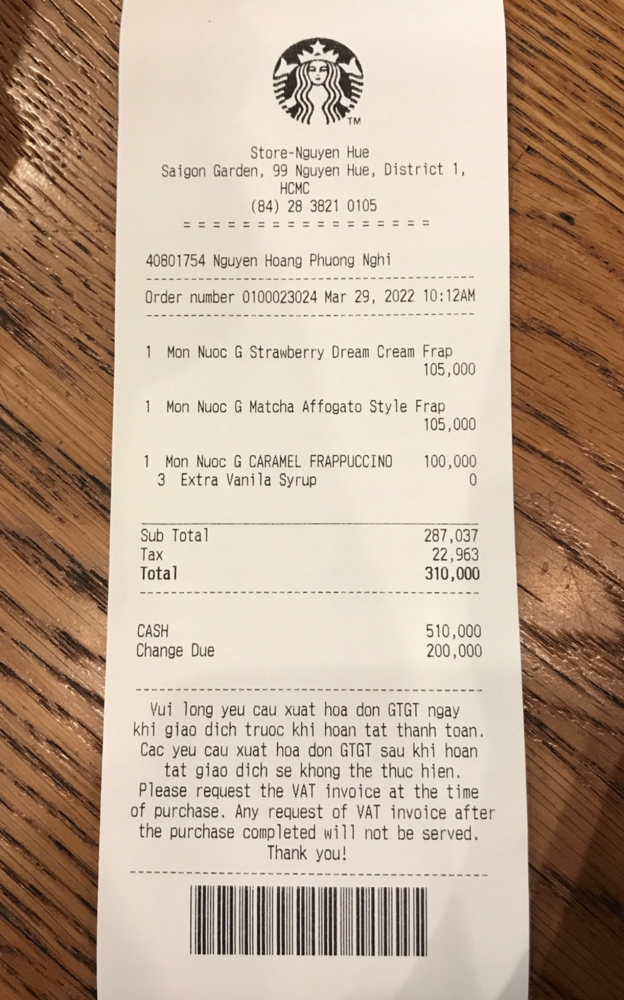 TM
Store-Nguyen Hue
Saigon Garden, 99 Nguyen Hue, District 1,
HCMC
(84) 28 3821 0105
= = = = = = = = = = = = = = = = =
40801754 Nguyen Hoang Phuong Nghi
Order number 0100023024 Mar 29, 2022 10:12AM
1 Mon Nuoc G Strawberry Dream Cream Frap
105,000
1 Mon Nuoc G Matcha Affogato Style Frap
105,000
1 Mon Nuoc G CARAMEL FRAPPUCCINO 100,000
3 Extra Vanila Syrup 0
Sub Total 287,037
Tax 22,963
Total 310,000
CASH 510,000
Change Due 200,000
Vui long yeu cau xuat hoa don GTGT ngay
khi giao dich truoc khi hoan tat thanh toan.
Cac yeu cau xuat hoa don GTGT sau khi hoan
tat giao dich se khong the thuc hien.
Please request the VAT invoice at the time
of purchase. Any request of VAT invoice after
the purchase completed will not be served.
Thank you!